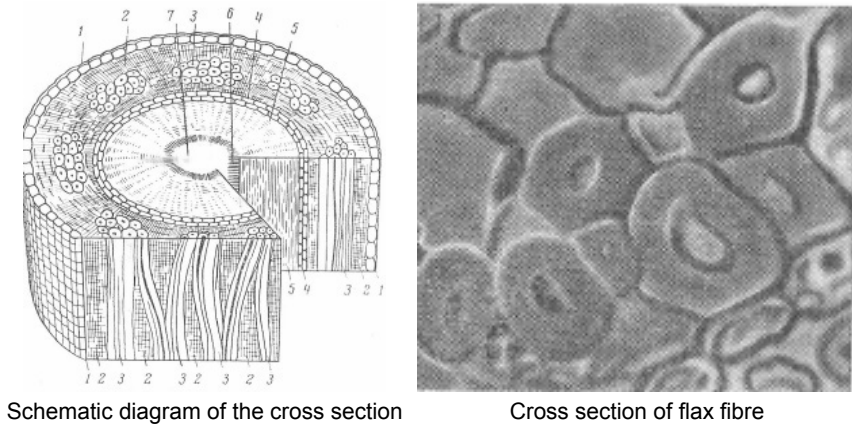 1 2 7 3 6 4 5
5 4 3 2 1
1 2 3 2 3 2 3 2 3
Schematic diagram of the cross section
Cross section of flax fibre